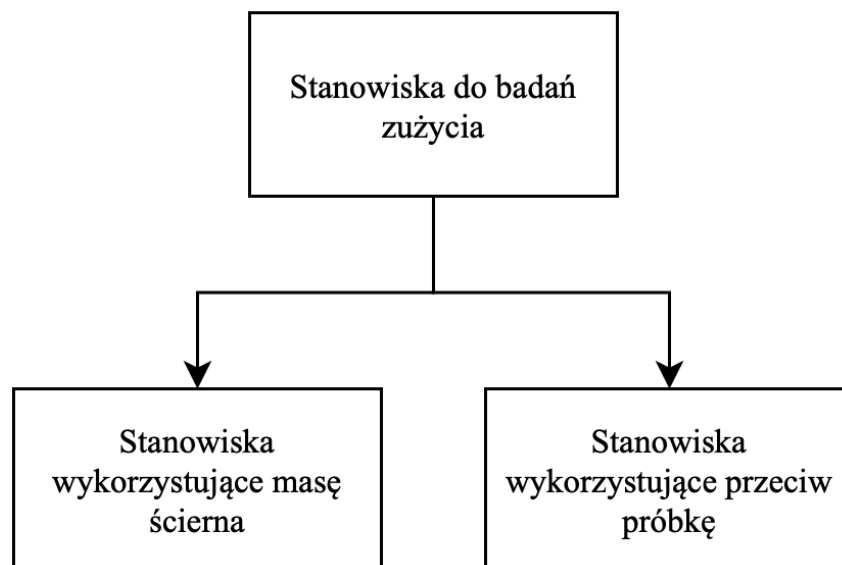 Stanowiska do badań
zużycia
Stanowiska
wykorzystujące masę
ścierna
Stanowiska
wykorzystujące przeciw
próbkę